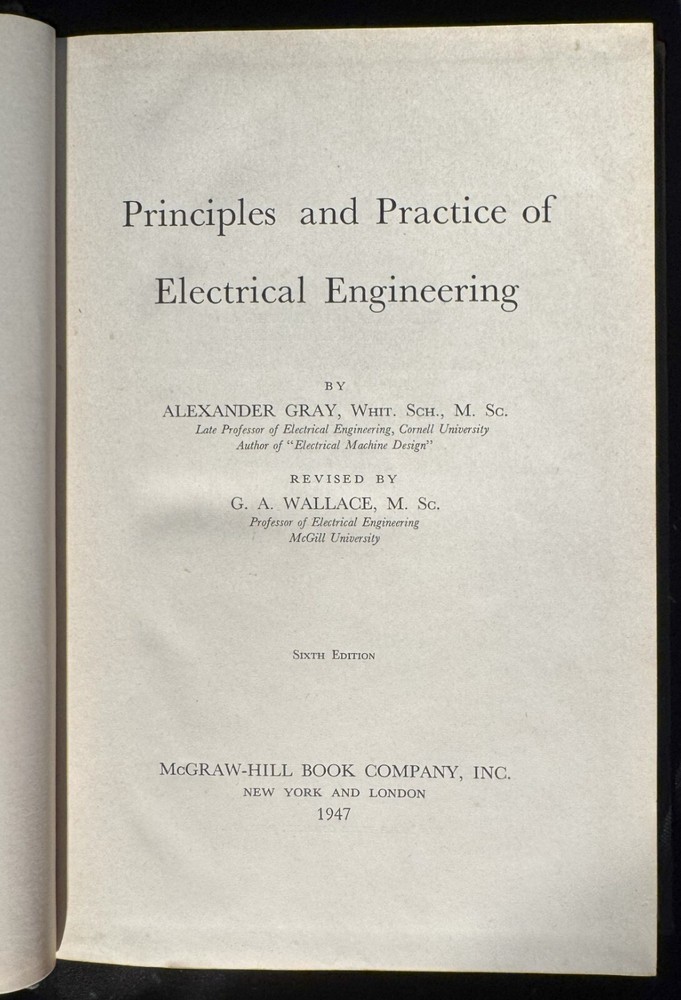 Principles and Practice of
Electrical Engineering
BY
ALEXANDER GRAY, WHIT. SCH., M. SC.
Late Professor of Electrical Engineering, Cornell University
Author of "Electrical Machine Design"
REVISED BY
G. A. WALLACE, M. SC.
Professor of Electrical Engineering
McGill University
SIXTH EDITION
McGRAW-HILL BOOK COMPANY, INC.
NEW YORK AND LONDON
1947